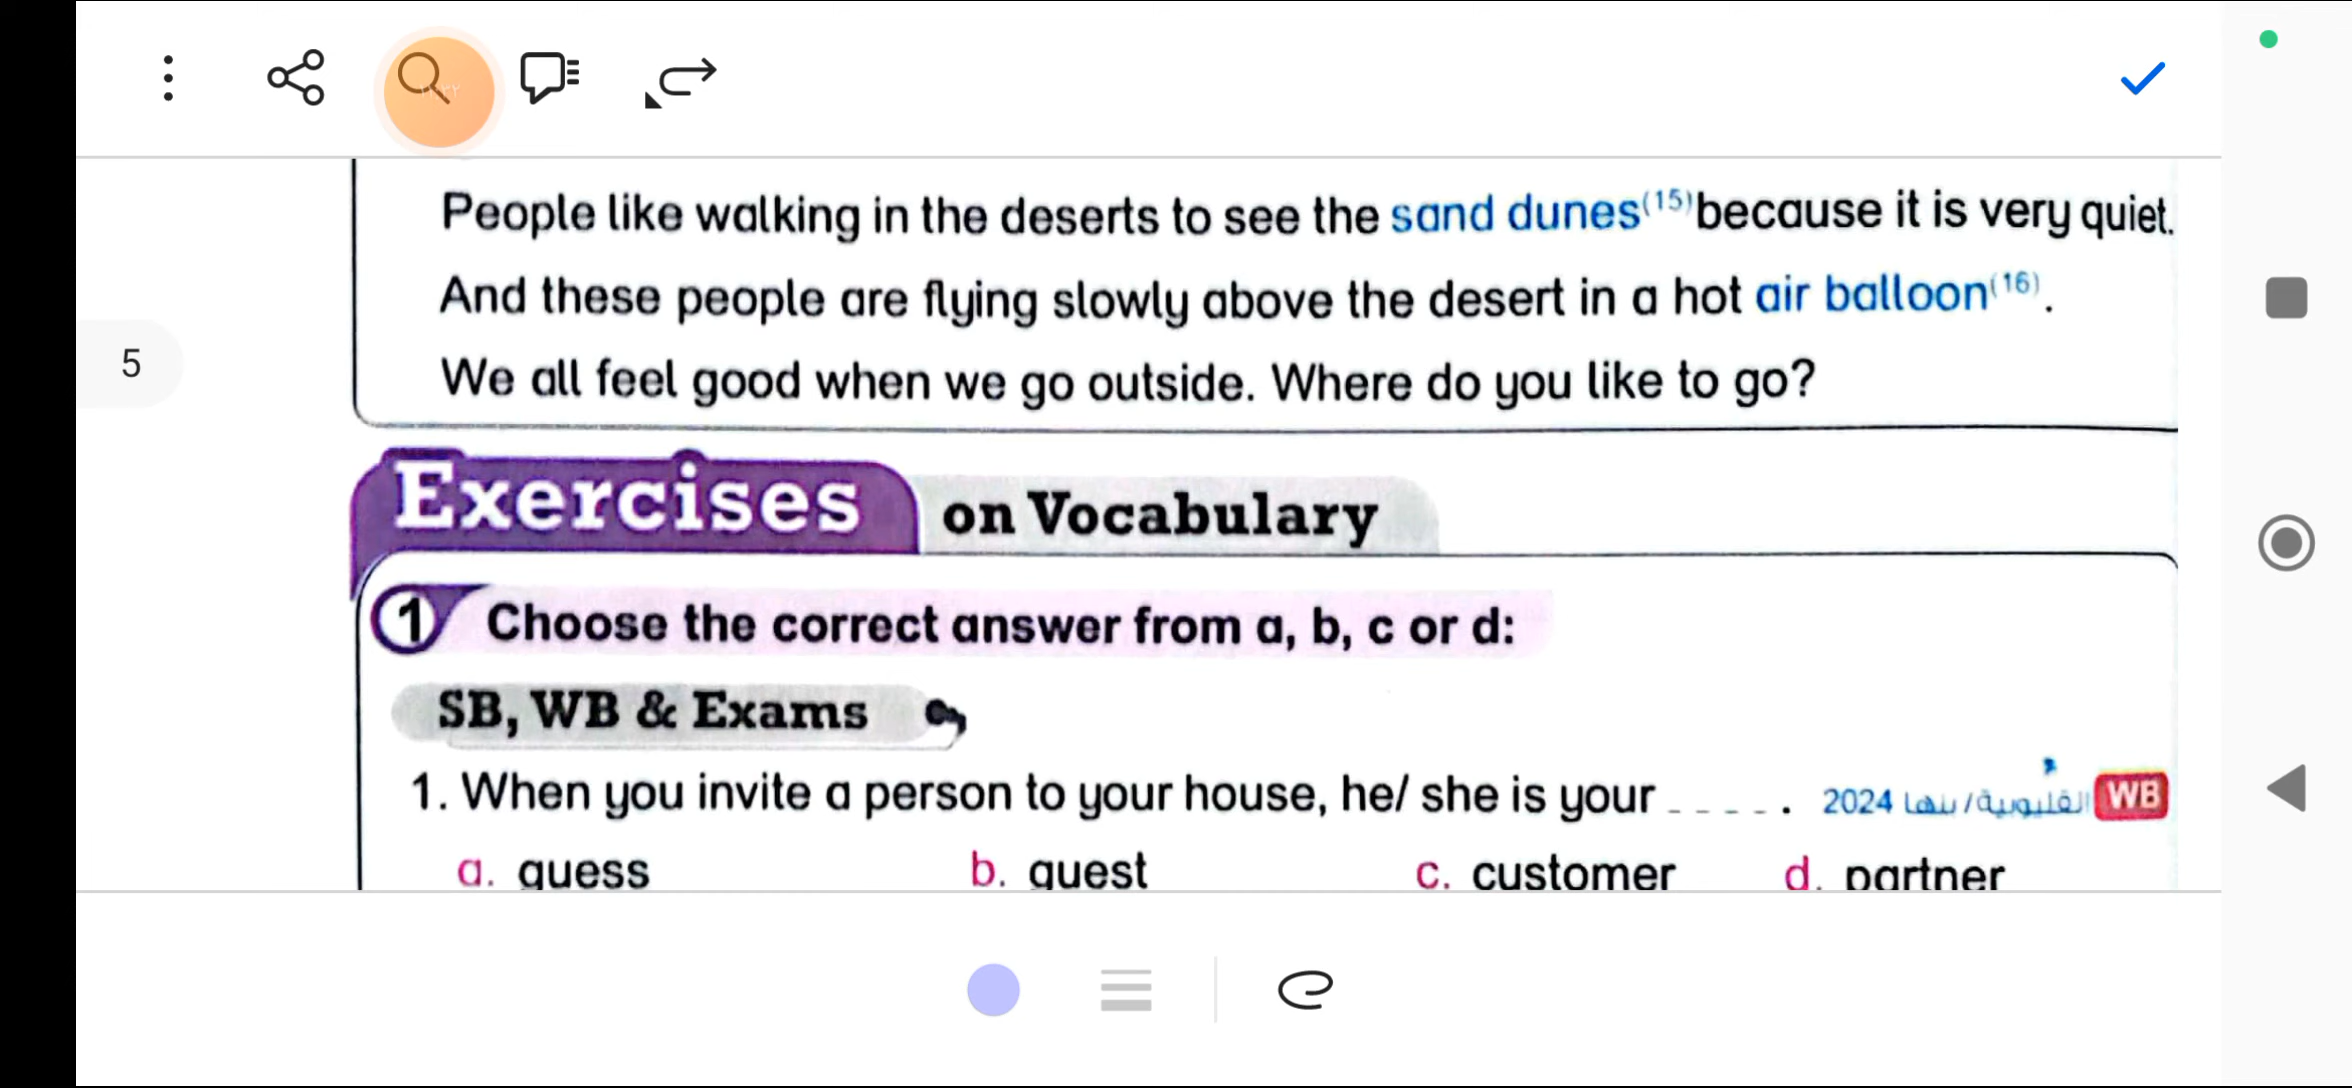 5
People like walking in the deserts to see the sand dunes(15) because it is very quiet.
And these people are flying slowly above the desert in a hot air balloon(16).
We all feel good when we go outside. Where do you like to go?
Exercises on Vocabulary
1 Choose the correct answer from a, b, c or d:
SB, WB & Exams
1. When you invite a person to your house, he/ she is your ----- . القليوبية/ بنها 2024 WB
a. guess b. guest c. customer d. partner